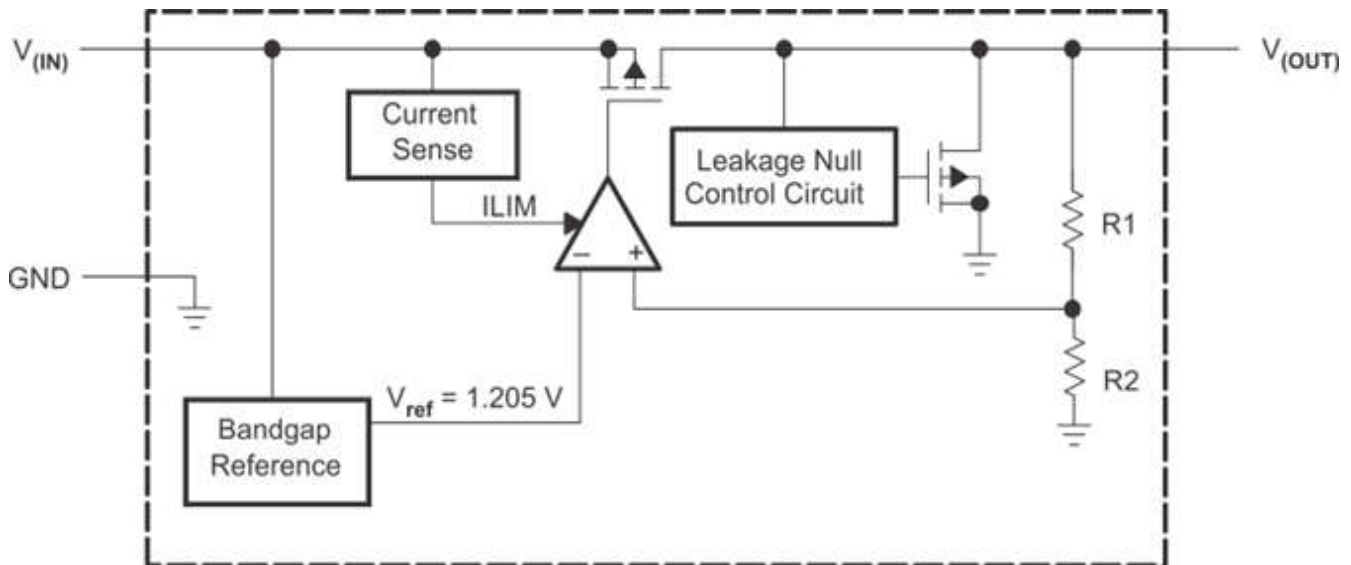 V(IN)
V(OUT)
Current
Sense
Leakage Null
Control Circuit
ILIM
R1
− +
GND
R2
Vref = 1.205 V
Bandgap
Reference